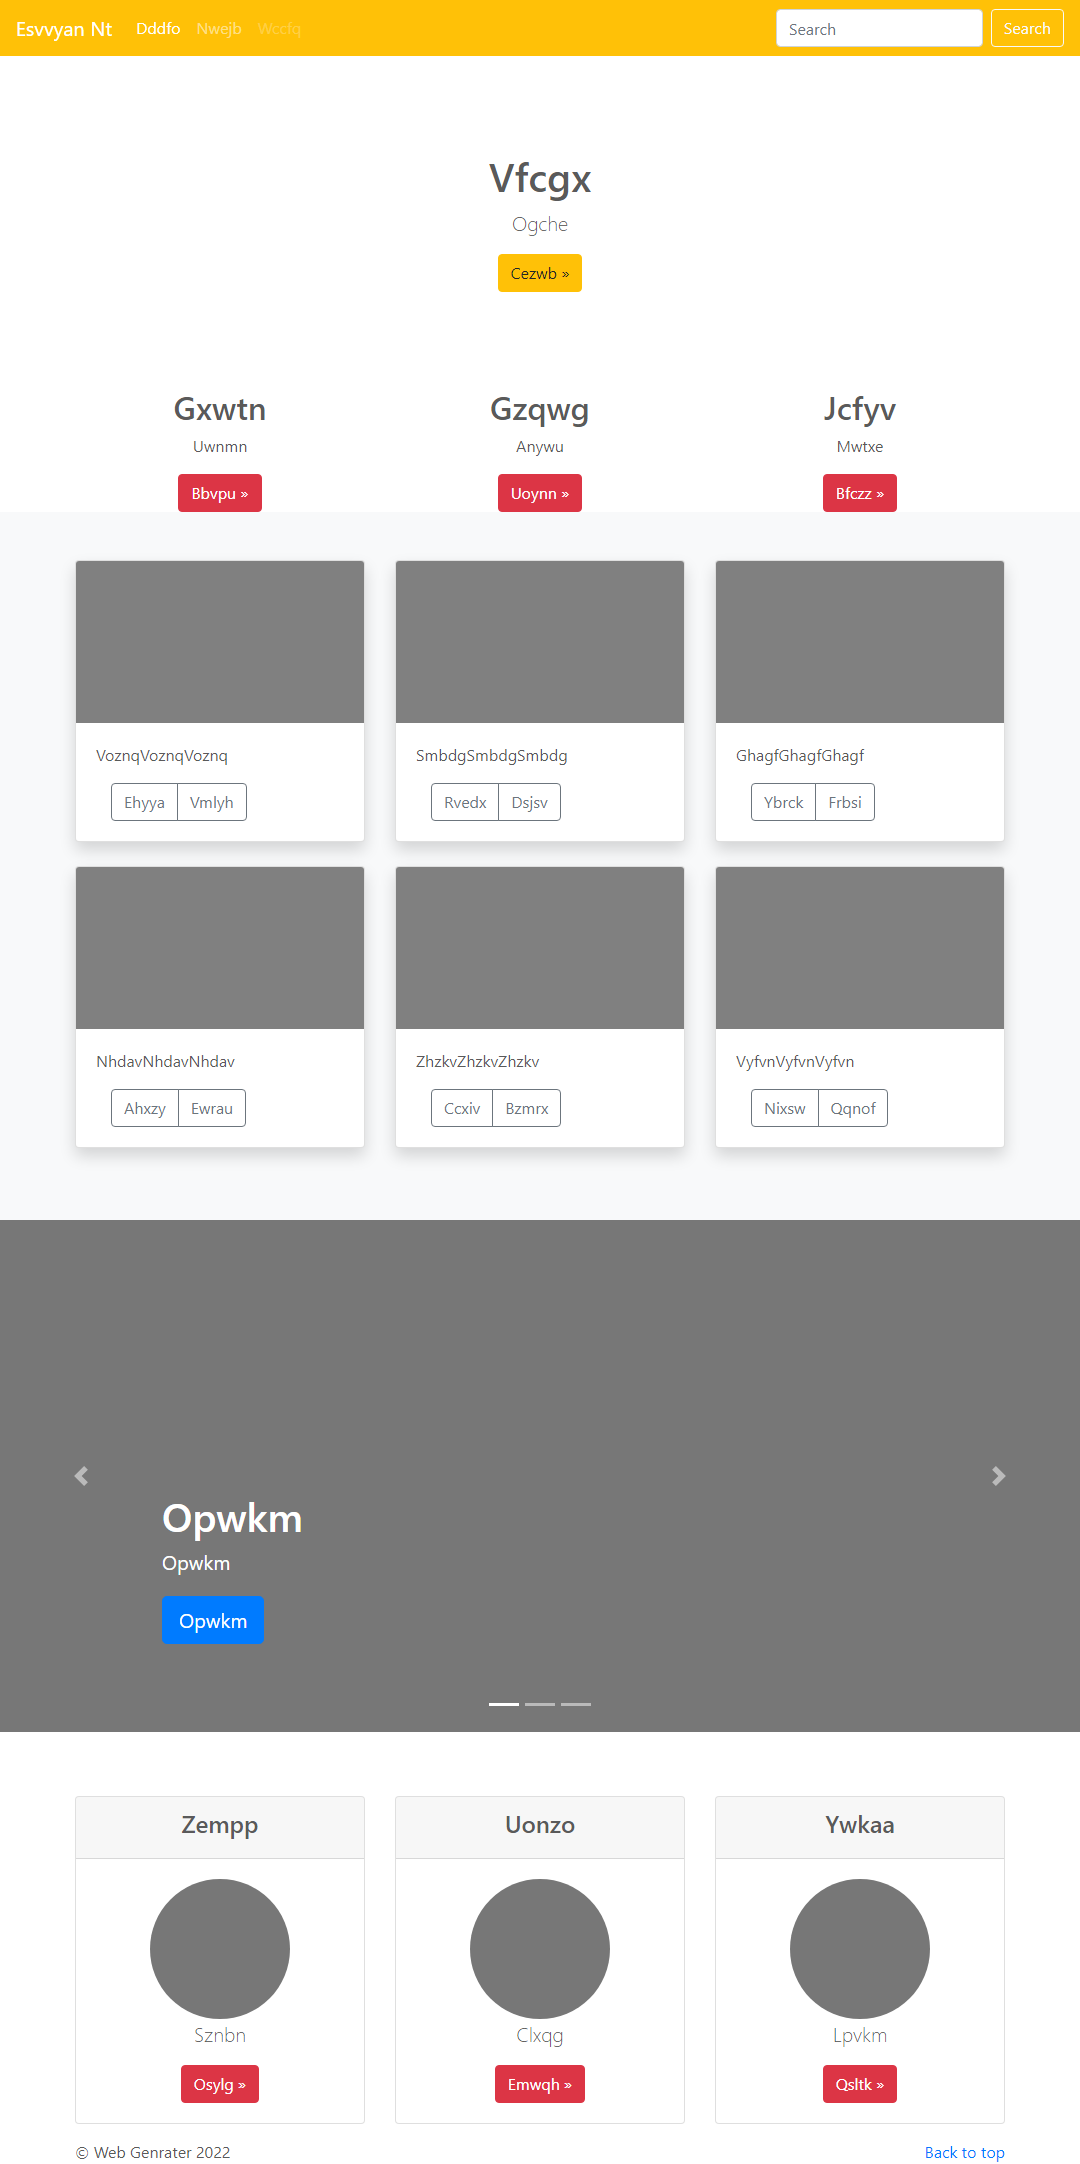 Esvvyan Nt Dddfo Nwejb Wccfq Search Search
Vfcgx
Ogche
Cezwb »
Gxwtn Gzqwg Jcfyv
Uwnmn Anywu Mwtxe
Bbvpu » Uoynn » Bfczz »
VoznqVoznqVoznq SmbdgSmbdgSmbdg GhagfGhagfGhagf
Ehyya Vmlyh Rvedx Dsjsv Ybrck Frbsi
NhdavNhdavNhdav ZhzkvZhzkvZhzkv VyfvnVyfvnVyfvn
Ahxzy Ewrau Ccxiv Bzmrx Nixsw Qqnof
Opwkm
Opwkm
Opwkm
Zempp Uonzo Ywkaa
Sznbn Clxqg Lpvkm
Osylg » Emwqh » Qsltk »
© Web Genrater 2022 Back to top